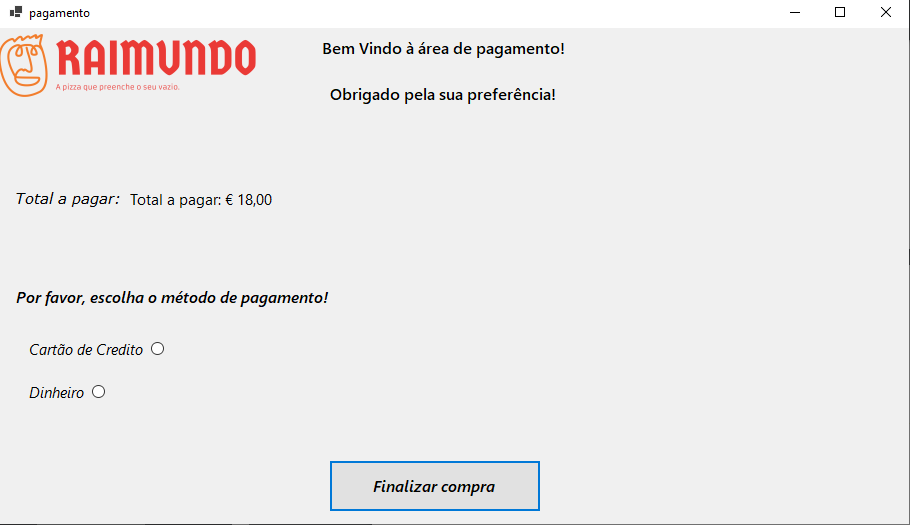 pagamento
RAIMUNDO
A pizza que preenche o seu vazio.
Bem Vindo à área de pagamento!
Obrigado pela sua preferência!
Total a pagar: Total a pagar: € 18,00
Por favor, escolha o método de pagamento!
Cartão de Credito
Dinheiro
Finalizar compra